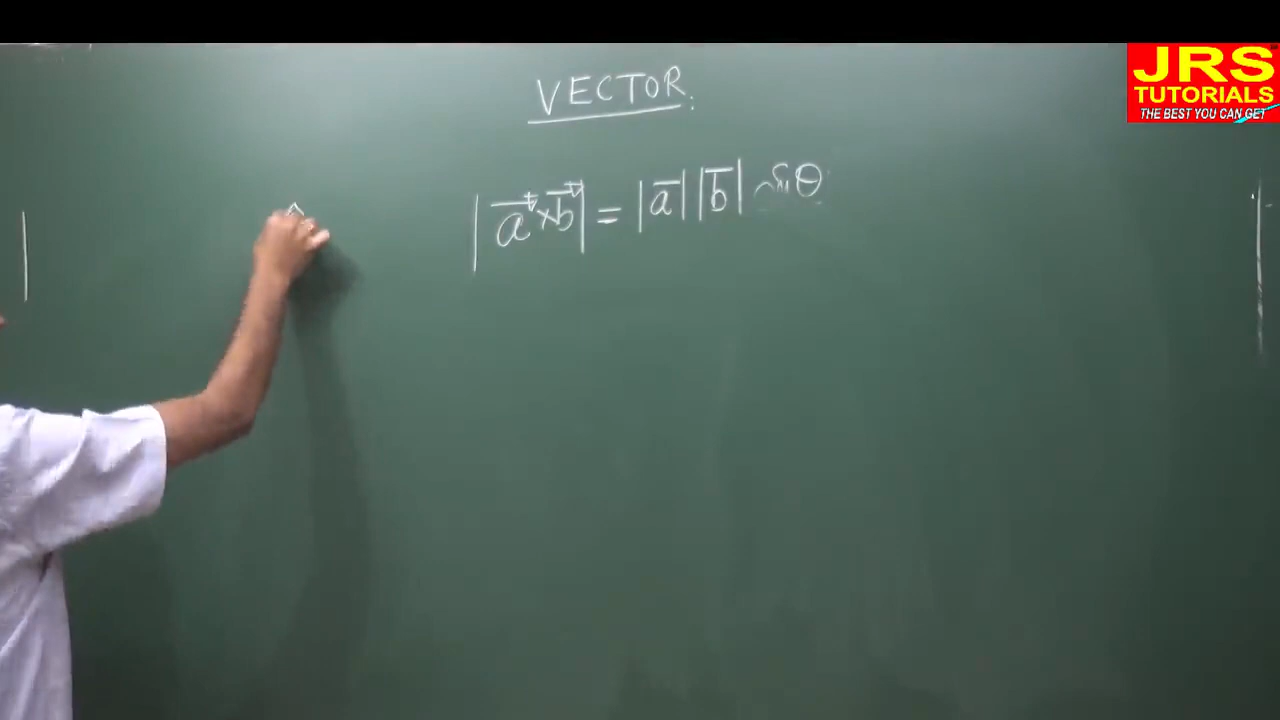 VECTOR:
|a⃗×b⃗| = |a̅| |b̅| sinθ
JRS
TUTORIALS
THE BEST YOU CAN GET